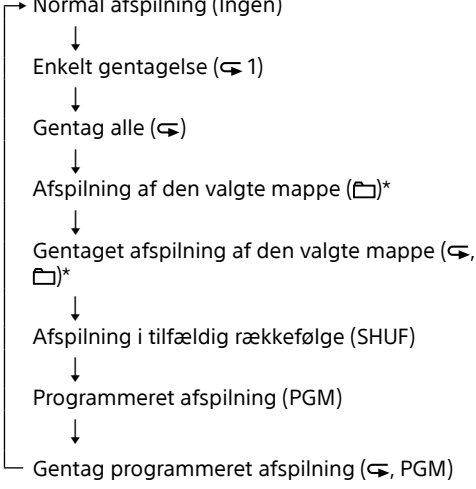 Normal afspilning (Ingen)
Enkelt gentagelse (1)
Gentag alle ()
Afspilning af den valgte mappe ()*
Gentaget afspilning af den valgte mappe (,
)*
Afspilning i tilfældig rækkefølge (SHUF)
Programmeret afspilning (PGM)
Gentag programmeret afspilning (, PGM)